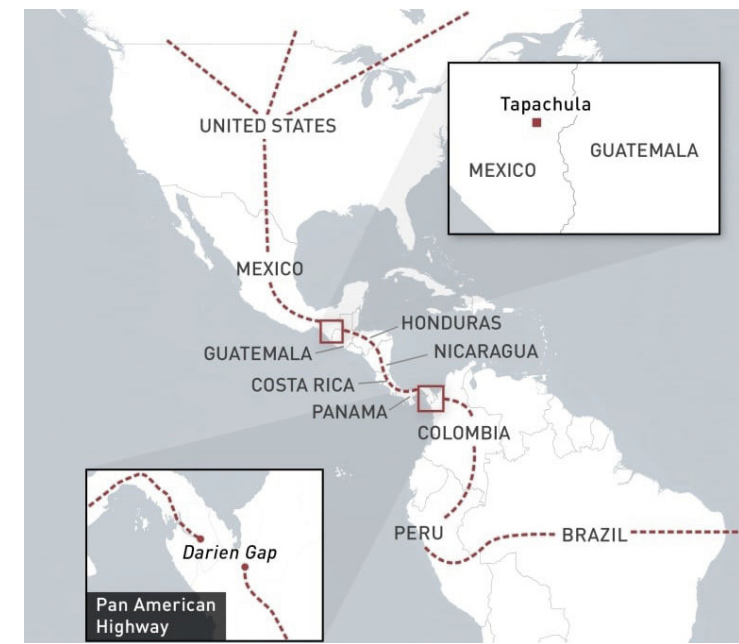 UNITED STATES
Tapachula
MEXICO
GUATEMALA
MEXICO
HONDURAS
GUATEMALA
NICARAGUA
COSTA RICA
PANAMA
COLOMBIA
PERU
BRAZIL
Darien Gap
Pan American
Highway